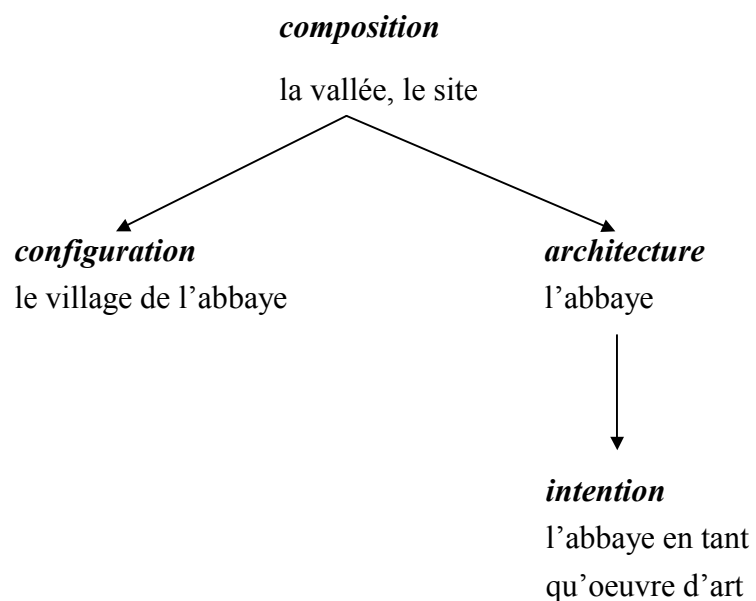 composition
la vallée, le site
configuration
le village de l’abbaye
architecture
l’abbaye
intention
l’abbaye en tant
qu’oeuvre d’art